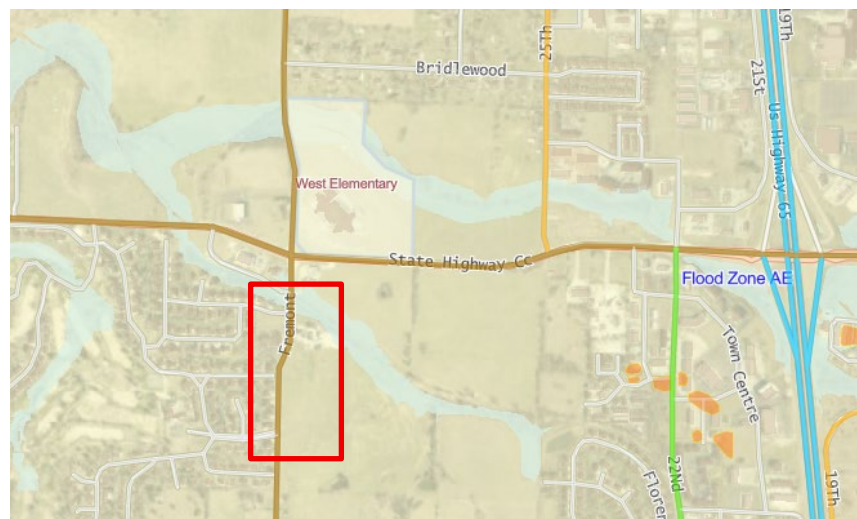 19Th
25Th
Bridlewood
21St
Us Highway 65
West Elementary
State Highway Cc
Flood Zone AE
Fremont
Town Centre
22Nd
Florer
19Th